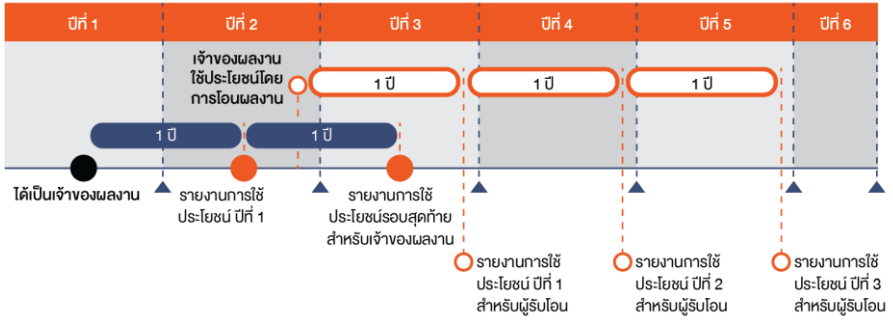 ปีที่ 1
ปีที่ 2
ปีที่ 3
ปีที่ 4
ปีที่ 5
ปีที่ 6
เจ้าของผลงาน
ใช้ประโยชน์โดย
การโอนผลงาน
1 ปี
1 ปี
1 ปี
1 ปี
1 ปี
ได้เป็นเจ้าของผลงาน
รายงานการใช้
ประโยชน์ ปีที่ 1
รายงานการใช้
ประโยชน์รอบสุดท้าย
สำหรับเจ้าของผลงาน
รายงานการใช้
ประโยชน์ ปีที่ 1
สำหรับผู้รับโอน
รายงานการใช้
ประโยชน์ ปีที่ 2
สำหรับผู้รับโอน
รายงานการใช้
ประโยชน์ ปีที่ 3
สำหรับผู้รับโอน